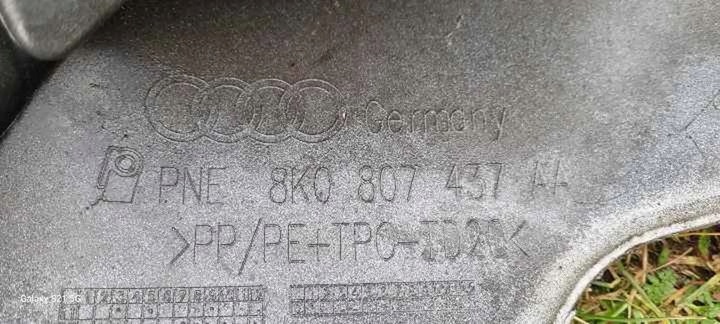 Germany
PNE 8K0 807 437 AA
>PP/PE+TPO-TD20<
Galaxy S21 5G